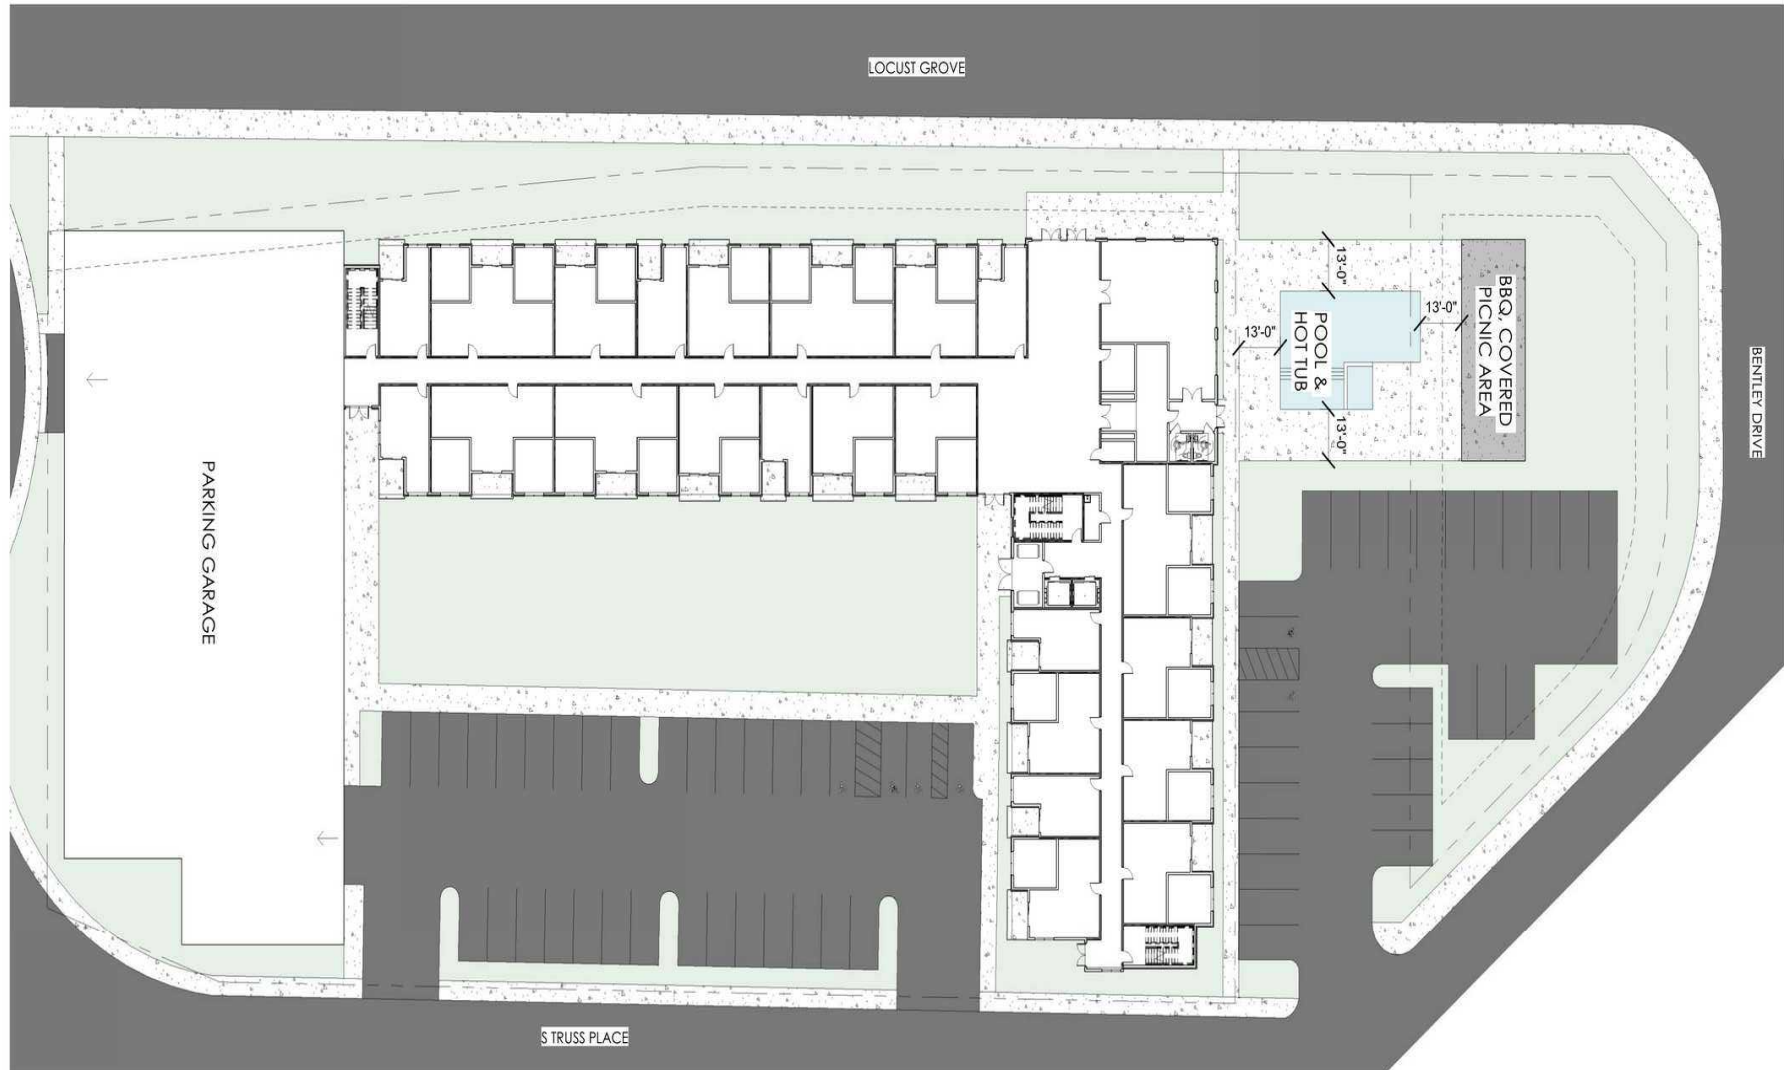 LOCUST GROVE
13'-0"
13'-0"
13'-0"
POOL &
HOT TUB
13'-0"
BBQ, COVERED
PICNIC AREA
BENTLEY DRIVE
PARKING GARAGE
S TRUSS PLACE